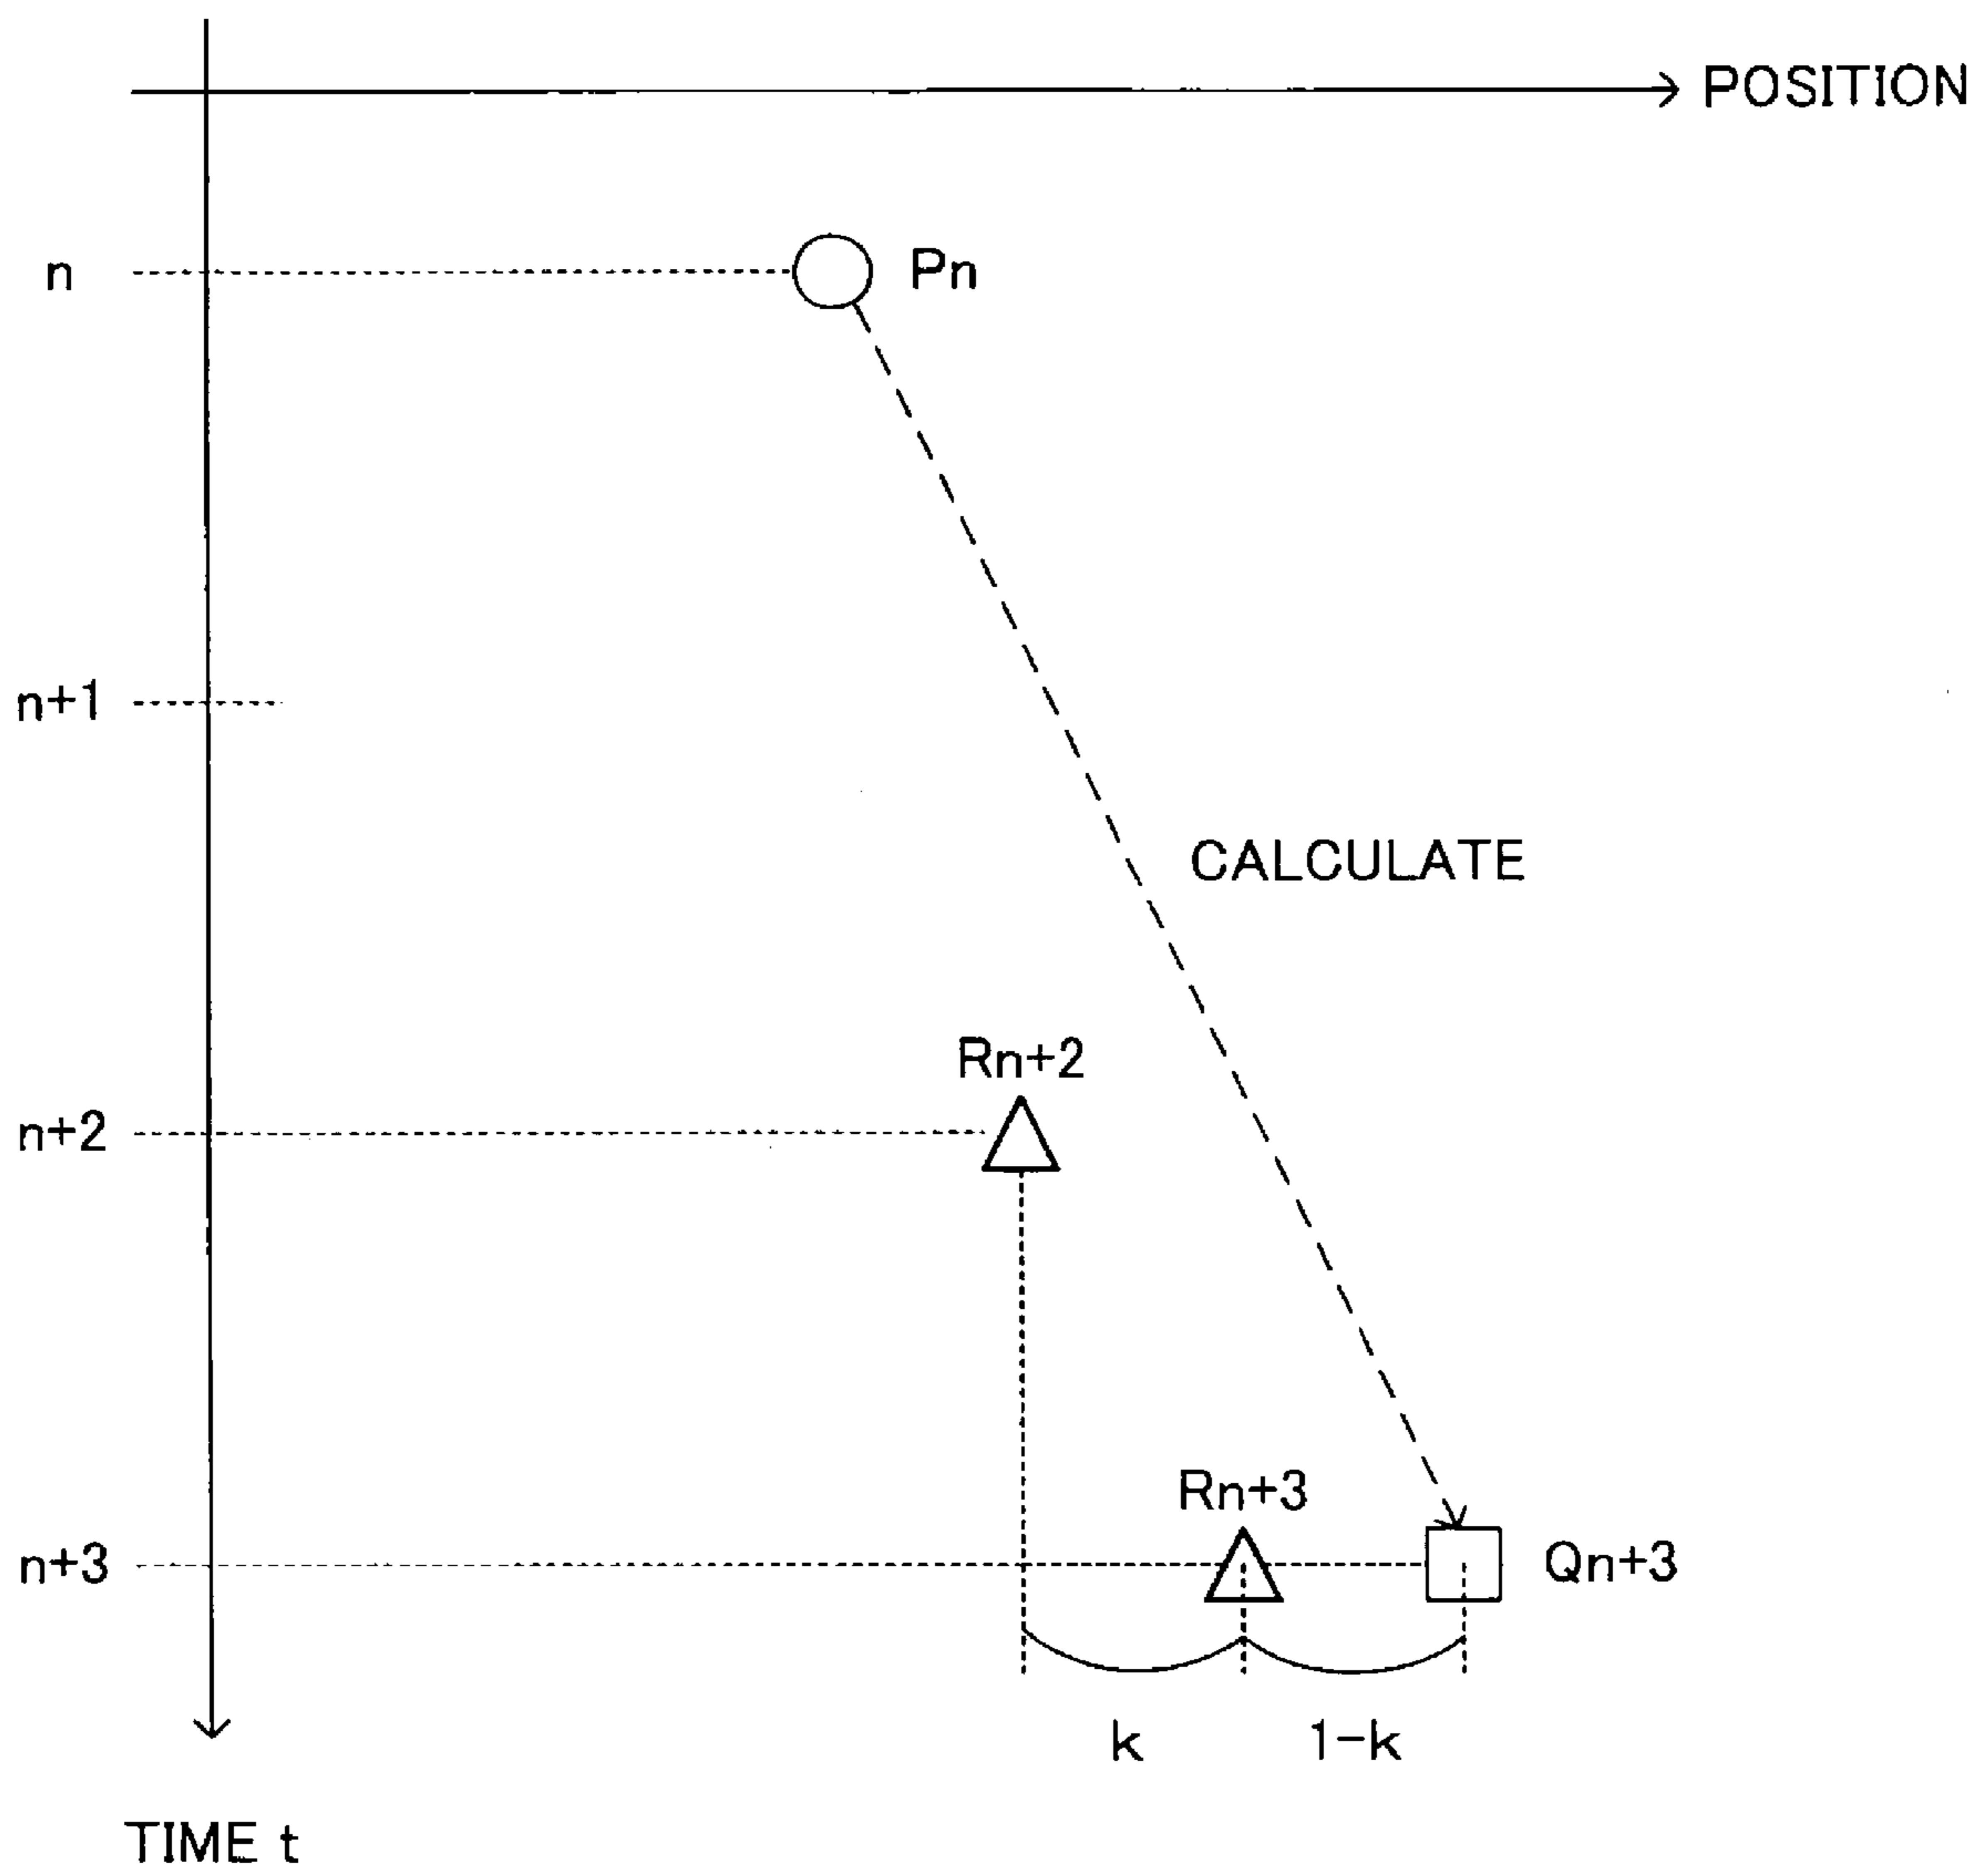 POSITION
n
Pn
n+1
CALCULATE
Rn+2
n+2
Rn+3
n+3
Qn+3
k
1-k
TIME t